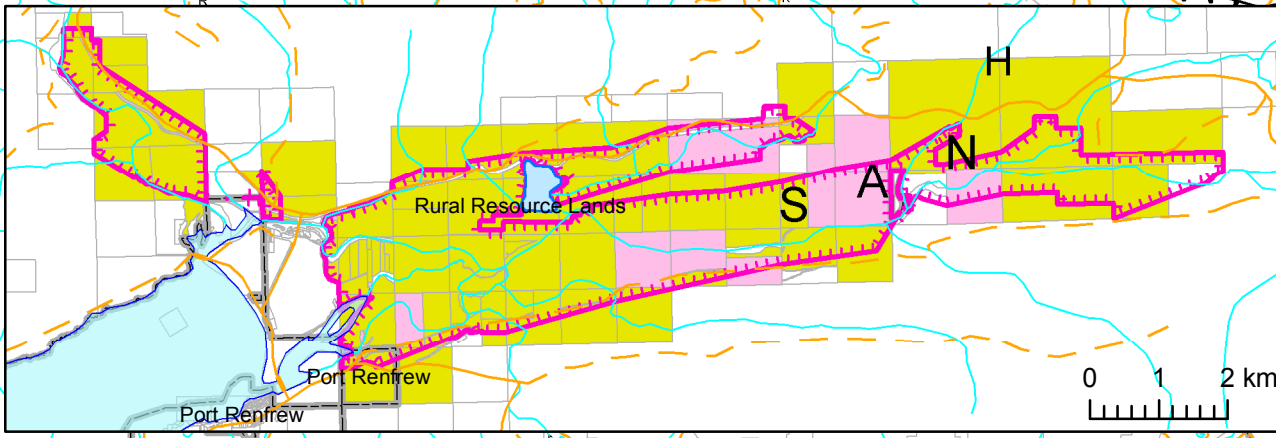 H
N
A
S
Rural Resource Lands
Port Renfrew
Port Renfrew
0 1 2 km